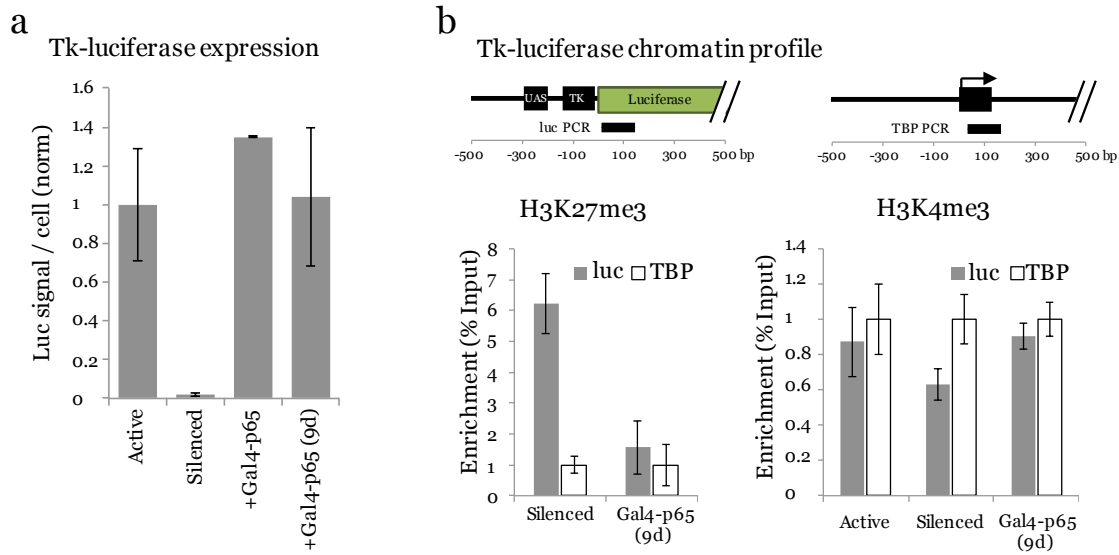 a
Tk-luciferase expression
Luc signal / cell (norm)
1.6
1.4
1.2
1
0.8
0.6
0.4
0.2
0
Active
Silenced
+Gal4-p65
+Gal4-p65 (9d)
b
Tk-luciferase chromatin profile
UAS TK Luciferase
luc PCR
-500 -300 -100 100 300 500 bp
TBP PCR
-500 -300 -100 100 300 500 bp
H3K27me3
Enrichment (% Input)
8
7
6
5
4
3
2
1
0
luc TBP
Silenced Gal4-p65 (9d)
H3K4me3
Enrichment (% Input)
1.4
1.2
1
0.8
0.6
0.4
0.2
0
luc TBP
Active Silenced Gal4-p65 (9d)